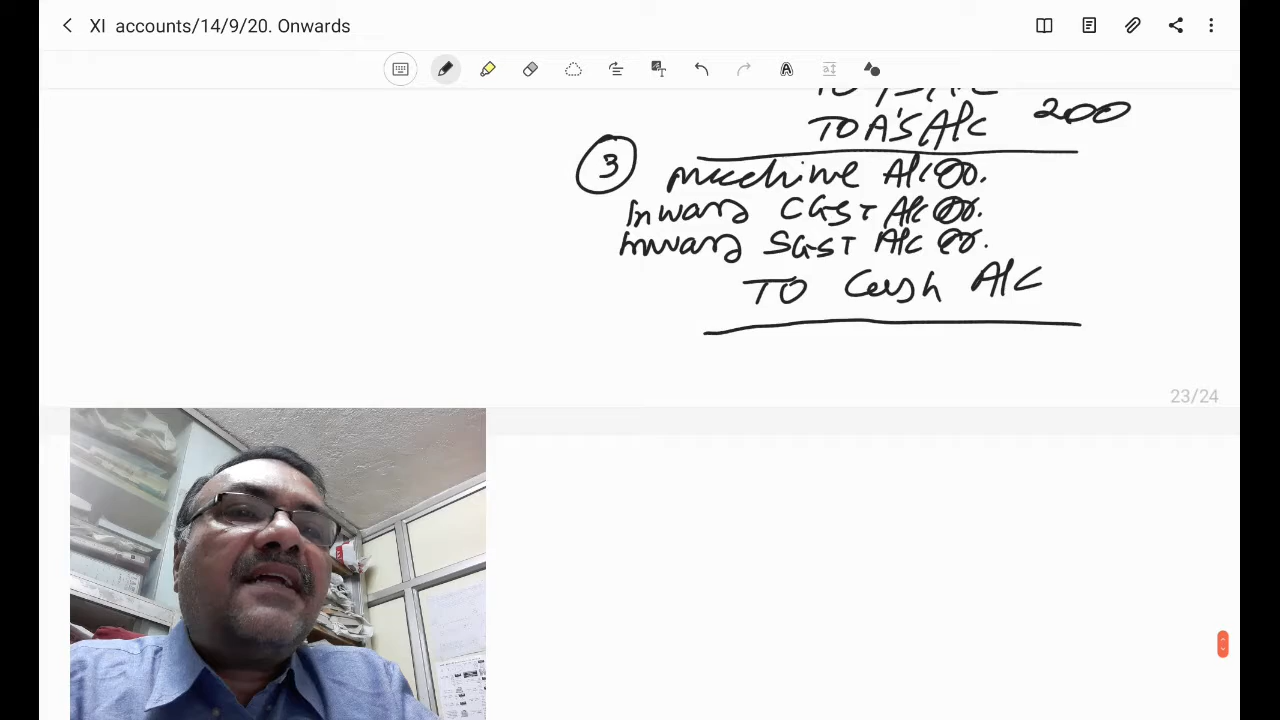 XI accounts/14/9/20. Onwards
TO A'S A/C 200
3
Machine A/C Dr.
Inward CGST A/C Dr.
Inward SGST A/C Dr.
TO Cash A/C
23/24